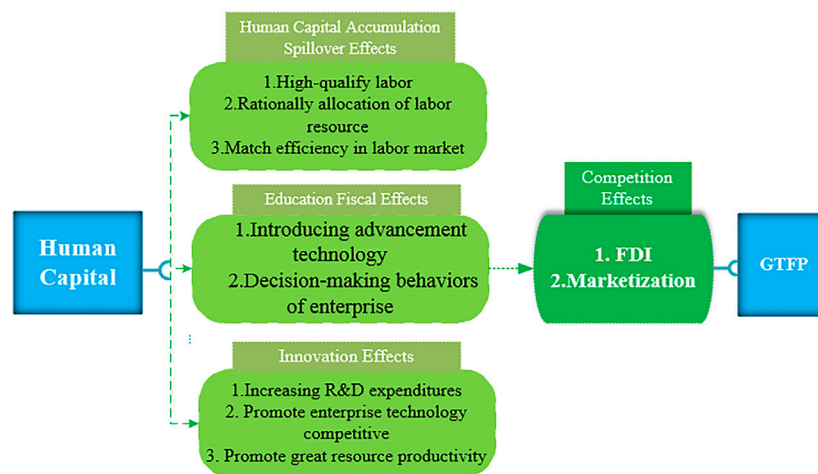 Human Capital Accumulation
Spillover Effects
1.High-qualify labor
2.Rationally allocation of labor
resource
3.Match efficiency in labor market
Human
Capital
Education Fiscal Effects
1.Introducing advancement
technology
2.Decision-making behaviors
of enterprise
Competition
Effects
1. FDI
2.Marketization
GTFP
Innovation Effects
1.Increasing R&D expenditures
2. Promote enterprise technology
competitive
3. Promote great resource productivity